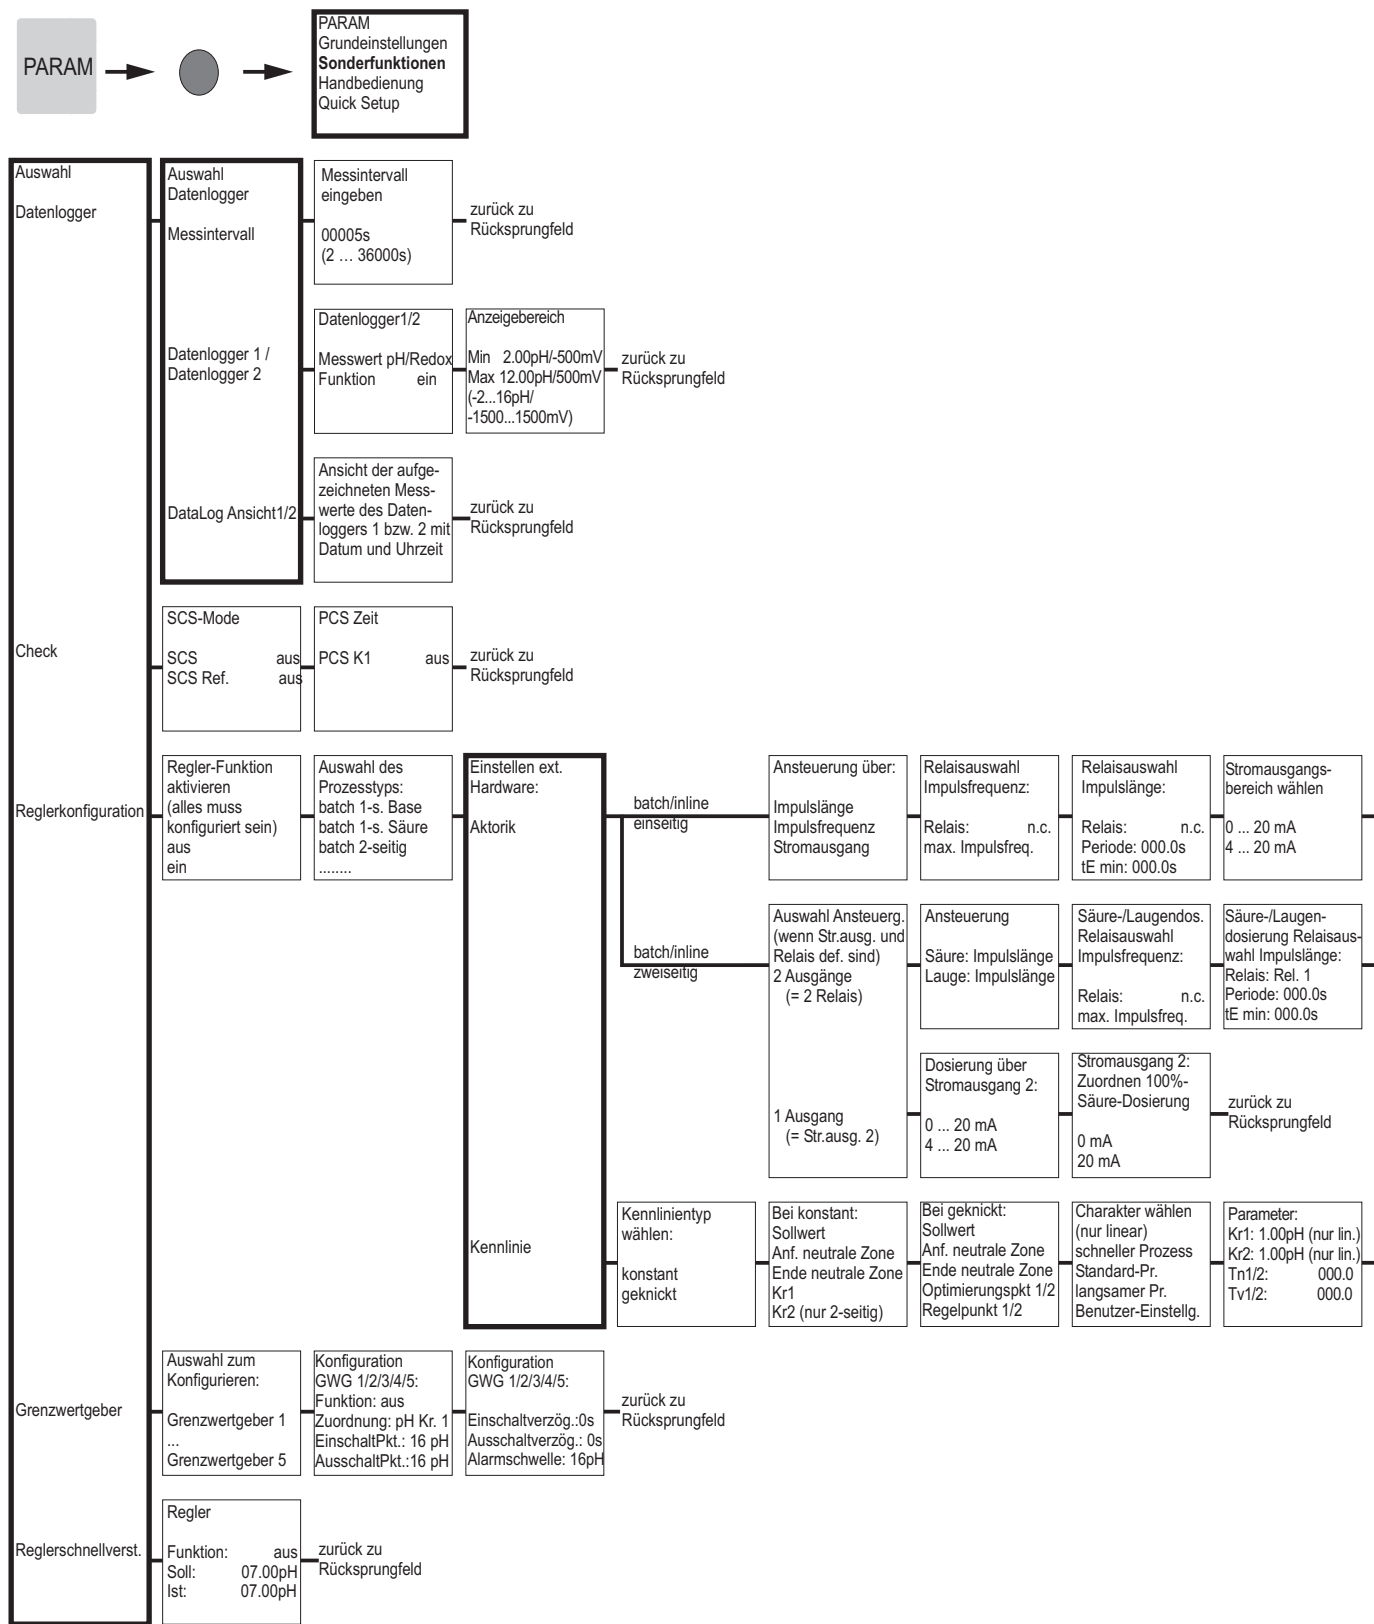 PARAM
PARAM
Grundeinstellungen
Sonderfunktionen
Handbedienung
Quick Setup
Auswahl
Datenlogger
Auswahl
Datenlogger
Messintervall
Messintervall
eingeben
00005s
(2 ... 36000s)
zurück zu
Rücksprungfeld
Datenlogger 1 /
Datenlogger 2
Datenlogger1/2
Messwert pH/Redox
Funktion ein
Anzeigebereich
Min 2.00pH/-500mV
Max 12.00pH/500mV
(-2...16pH/
-1500...1500mV)
zurück zu
Rücksprungfeld
DataLog Ansicht1/2
Ansicht der aufge-
zeichneten Mess-
werte des Daten-
loggers 1 bzw. 2 mit
Datum und Uhrzeit
zurück zu
Rücksprungfeld
Check
SCS-Mode
SCS aus
SCS Ref. aus
PCS Zeit
PCS K1 aus
zurück zu
Rücksprungfeld
Reglerkonfiguration
Regler-Funktion
aktivieren
(alles muss
konfiguriert sein)
aus
ein
Auswahl des
Prozesstyps:
batch 1-s. Base
batch 1-s. Säure
batch 2-seitig
........
Einstellen ext.
Hardware:
Aktorik
batch/inline
einseitig
Ansteuerung über:
Impulslänge
Impulsfrequenz
Stromausgang
Relaisauswahl
Impulsfrequenz:
Relais: n.c.
max. Impulsfreq.
Relaisauswahl
Impulslänge:
Relais: n.c.
Periode: 000.0s
tE min: 000.0s
Stromausgangs-
bereich wählen
0 ... 20 mA
4 ... 20 mA
batch/inline
zweiseitig
Auswahl Ansteuerg.
(wenn Str.ausg. und
Relais def. sind)
2 Ausgänge
(= 2 Relais)
Ansteuerung
Säure: Impulslänge
Lauge: Impulslänge
Säure-/Laugendos.
Relaisauswahl
Impulsfrequenz:
Relais: n.c.
max. Impulsfreq.
Säure-/Laugen-
dosierung Relaisaus-
wahl Impulslänge:
Relais: Rel. 1
Periode: 000.0s
tE min: 000.0s
1 Ausgang
(= Str.ausg. 2)
Dosierung über
Stromausgang 2:
0 ... 20 mA
4 ... 20 mA
Stromausgang 2:
Zuordnen 100%-
Säure-Dosierung
0 mA
20 mA
zurück zu
Rücksprungfeld
Kennlinie
Kennlinientyp
wählen:
konstant
geknickt
Bei konstant:
Sollwert
Anf. neutrale Zone
Ende neutrale Zone
Kr1
Kr2 (nur 2-seitig)
Bei geknickt:
Sollwert
Anf. neutrale Zone
Ende neutrale Zone
Optimierungspkt 1/2
Regelpunkt 1/2
Charakter wählen
(nur linear)
schneller Prozess
Standard-Pr.
langsamer Pr.
Benutzer-Einstellg.
Parameter:
Kr1: 1.00pH (nur lin.)
Kr2: 1.00pH (nur lin.)
Tn1/2: 000.0
Tv1/2: 000.0
Grenzwertgeber
Auswahl zum
Konfigurieren:
Grenzwertgeber 1
...
Grenzwertgeber 5
Konfiguration
GWG 1/2/3/4/5:
Funktion: aus
Zuordnung: pH Kr. 1
EinschaltPkt.: 16 pH
AusschaltPkt.:16 pH
Konfiguration
GWG 1/2/3/4/5:
Einschaltverzög.:0s
Ausschaltverzög.: 0s
Alarmschwelle: 16pH
zurück zu
Rücksprungfeld
Reglerschnellverst.
Regler
Funktion: aus
Soll: 07.00pH
Ist: 07.00pH
zurück zu
Rücksprungfeld